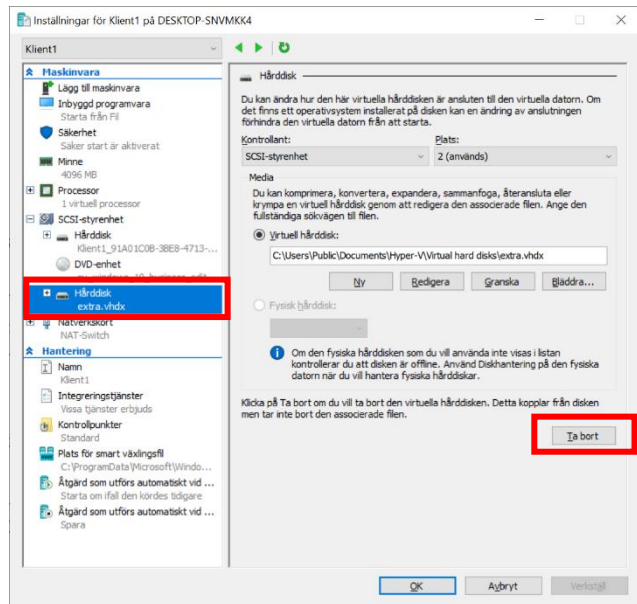 Inställningar för Klient1 på DESKTOP-SNVMKK4
Klient1
Maskinvara
Lägg till maskinvara
Inbyggd programvara
Starta från Fil
Säkerhet
Säker start är aktiverat
Minne
4096 MB
Processor
1 virtuell processor
SCSI-styrenhet
Hårddisk
Klient1_91A01C0B-38E8-4713-...
DVD-enhet
Hårddisk
extra.vhdx
Nätverkskort
NAT-Switch
Hantering
Namn
Klient1
Integreringstjänster
Vissa tjänster erbjuds
Kontrollpunkter
Standard
Plats för smart växlingsfil
C:\ProgramData\Microsoft\Windo...
Åtgärd som utförs automatiskt vid ...
Starta om ifall den kördes tidigare
Åtgärd som utförs automatiskt vid ...
Spara
Hårddisk
Du kan ändra hur den här virtuella hårddisken är ansluten till den virtuella datorn. Om
det finns ett operativsystem installerat på disken kan en ändring av anslutningen
förhindra den virtuella datorn från att starta.
Kontrollant: Plats:
SCSI-styrenhet 2 (används)
Media
Du kan komprimera, konvertera, expandera, sammanfoga, återansluta eller
krympa en virtuell hårddisk genom att redigera den associerade filen. Ange den
fullständiga sökvägen till filen.
Virtuell hårddisk:
C:\Users\Public\Documents\Hyper-V\Virtual hard disks\extra.vhdx
Ny Redigera Granska Bläddra...
Fysisk hårddisk:
Om den fysiska hårddisken som du vill använda inte visas i listan
kontrollerar du att disken är offline. Använd Diskhantering på den fysiska
datorn när du vill hantera fysiska hårddiskar.
Klicka på Ta bort om du vill ta bort den virtuella hårddisken. Detta kopplar från disken
men tar inte bort den associerade filen.
Ta bort
OK Avbryt Verkställ